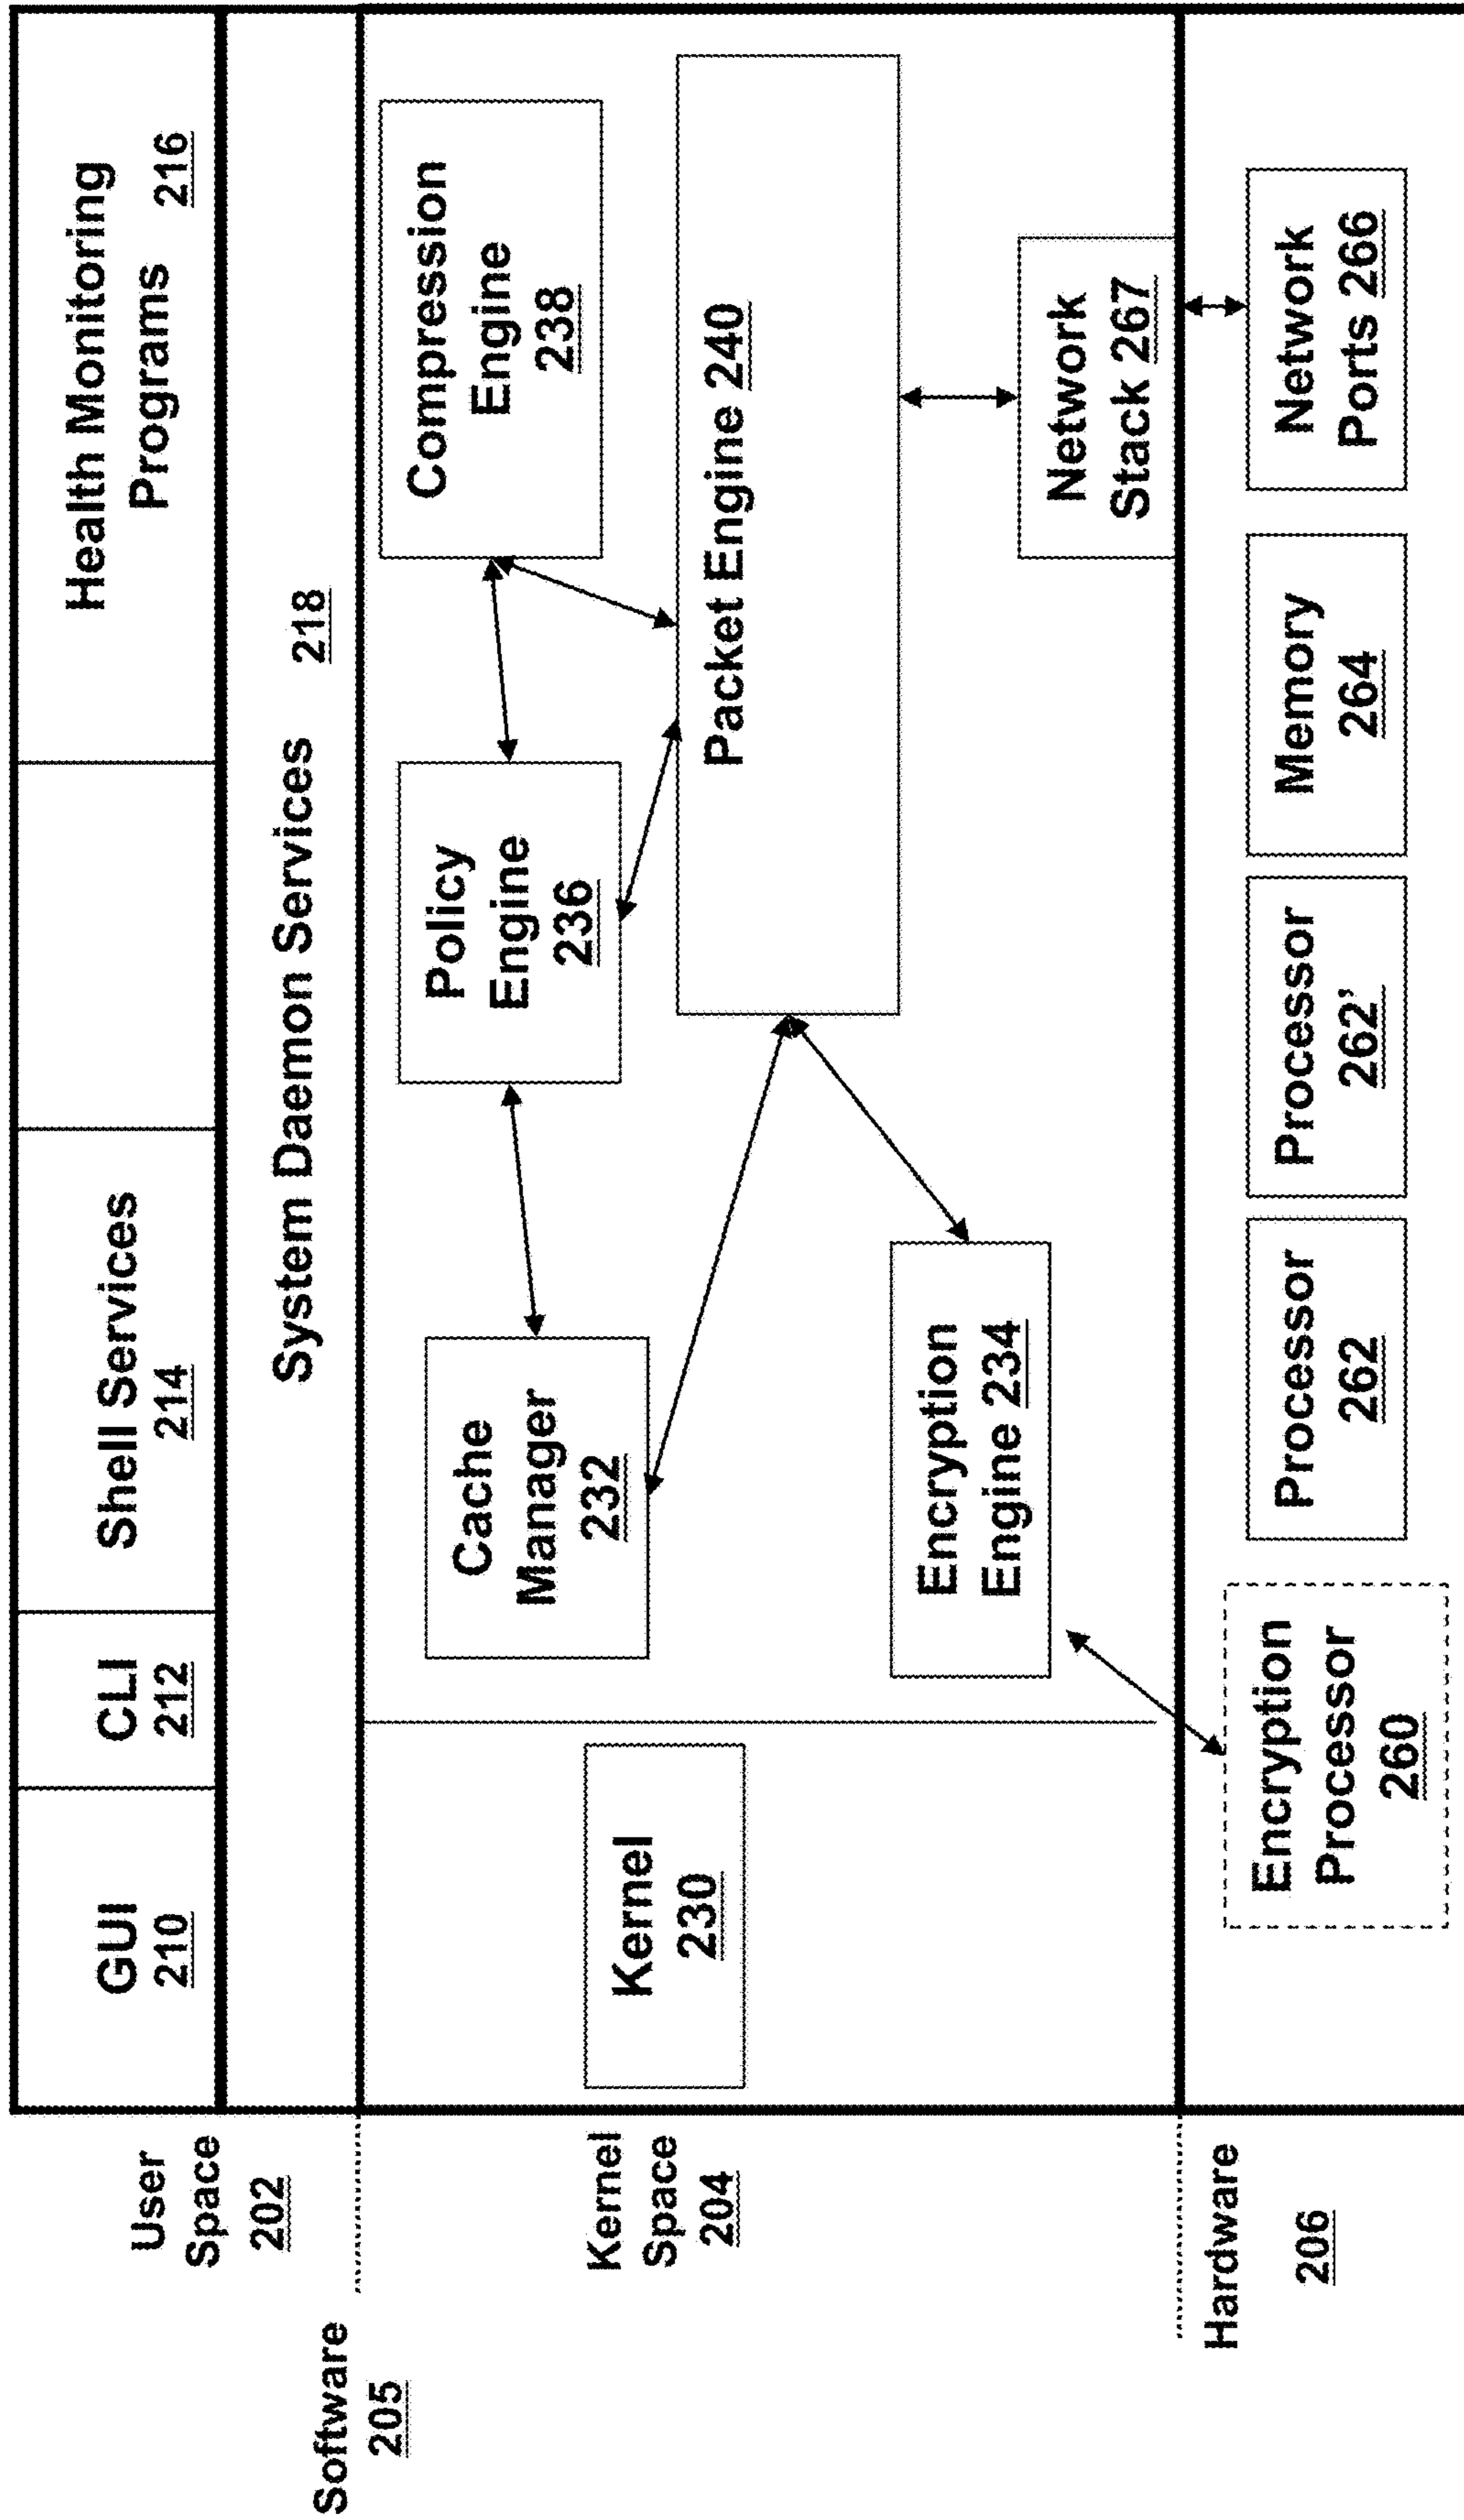 GUI
210
CLI
212
Shell Services
214
Health Monitoring
Programs 216
User
Space
202
System Daemon Services 218
Software
205
Kernel
Space
204
Kernel
230
Cache
Manager
232
Policy
Engine
236
Compression
Engine
238
Packet Engine 240
Encryption
Engine 234
Network
Stack 267
Hardware
206
Encryption
Processor
260
Processor
262
Processor
262’
Memory
264
Network
Ports 266